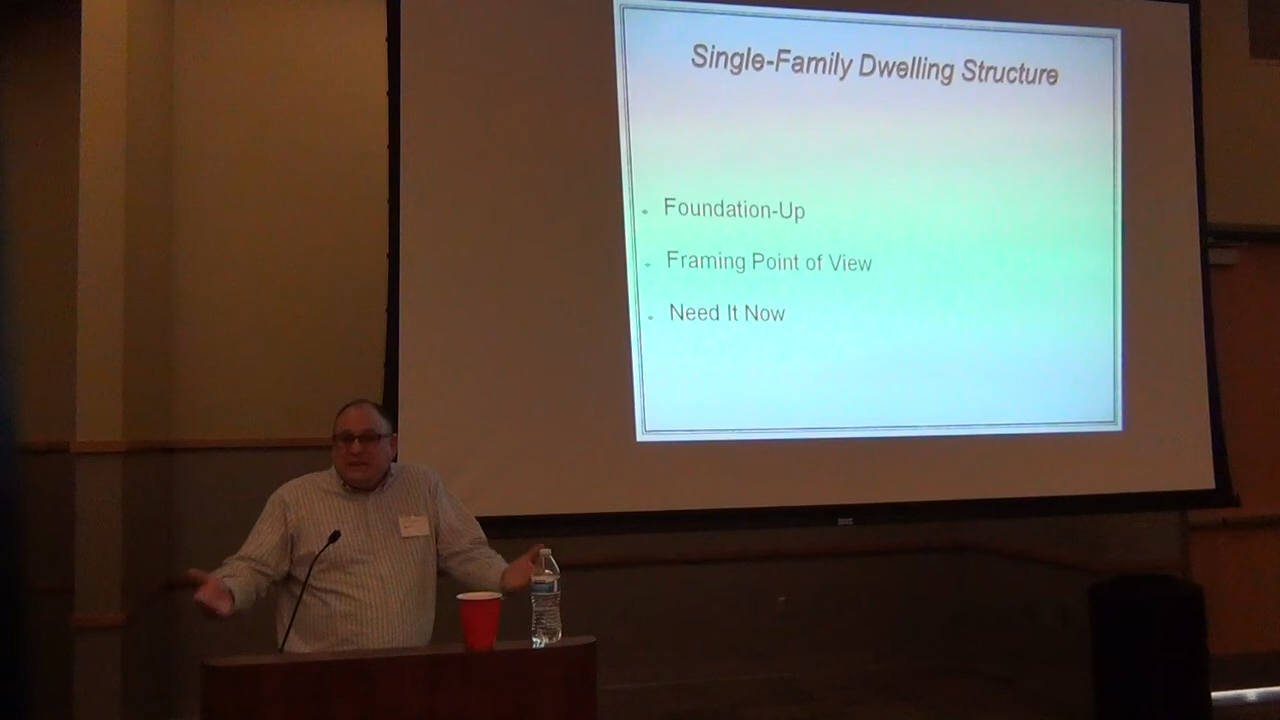 Single-Family Dwelling Structure
Foundation-Up
Framing Point of View
Need It Now